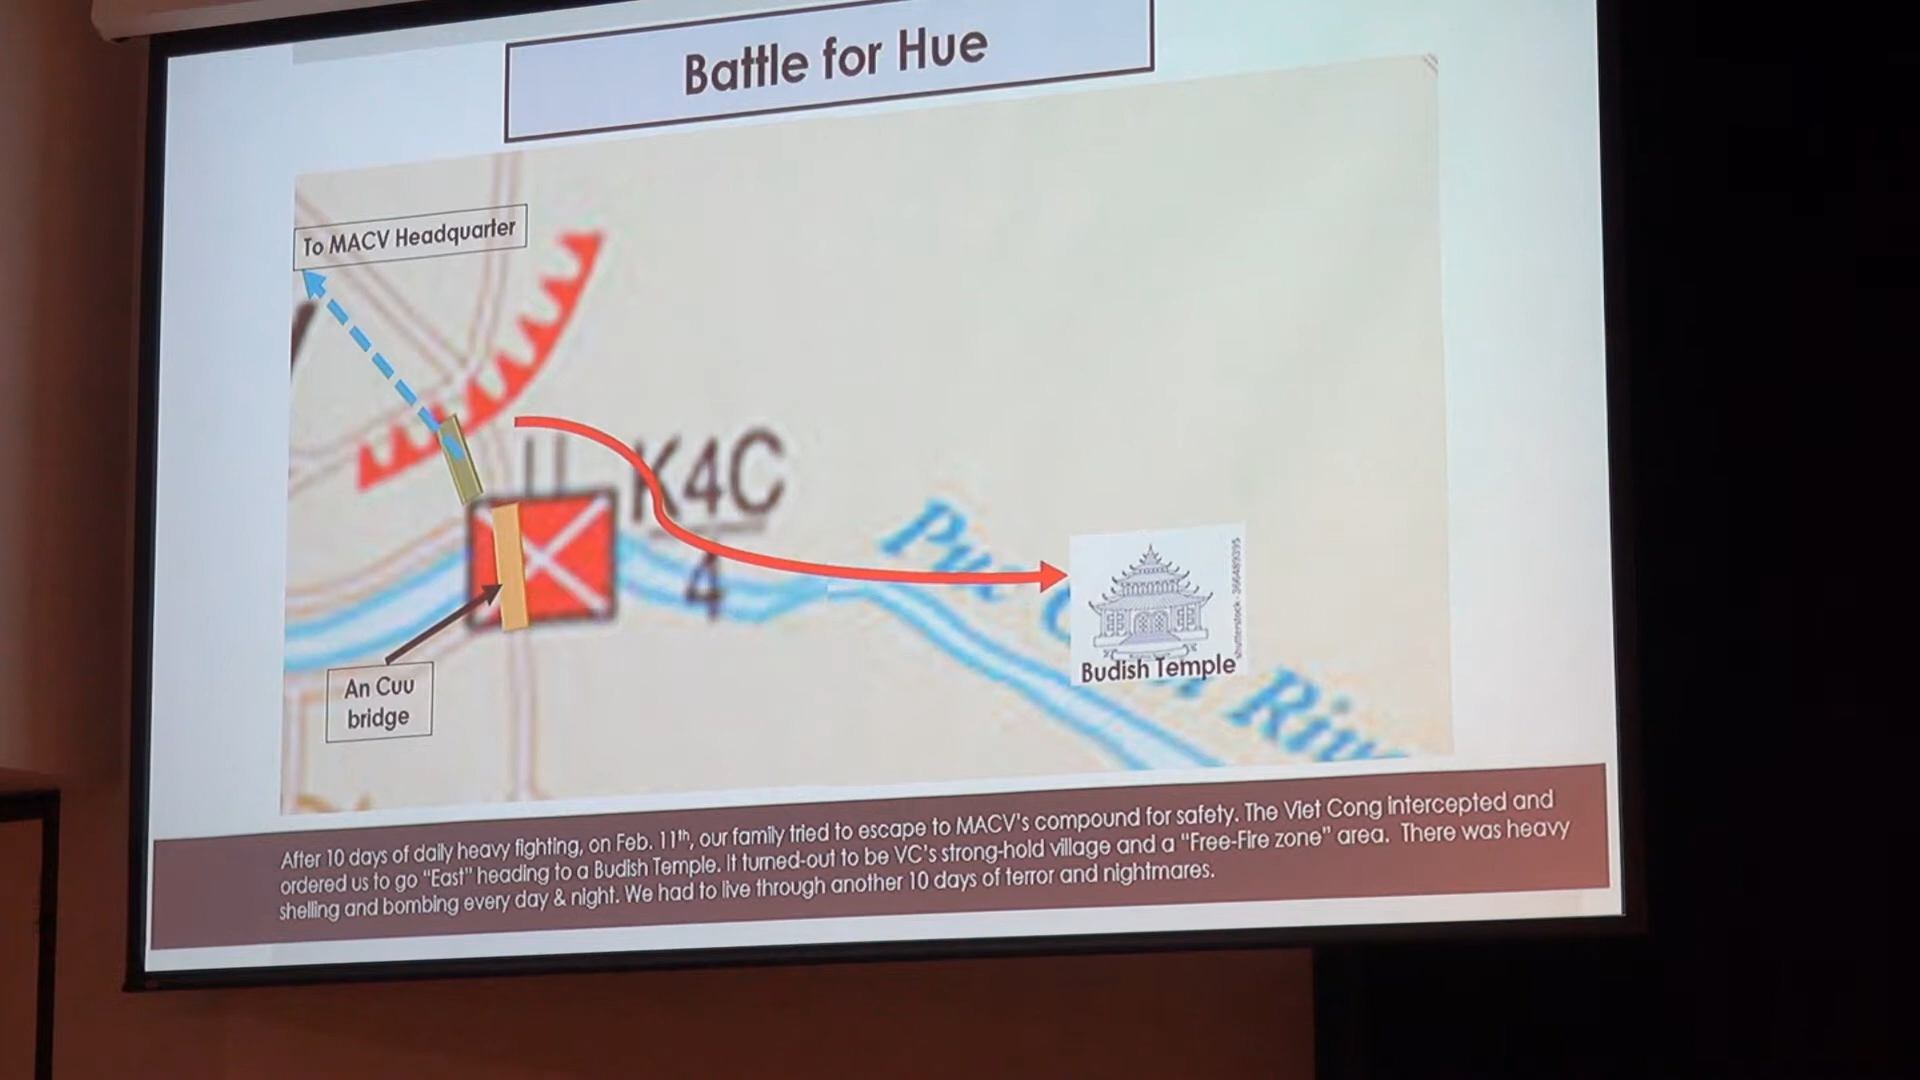 Battle for Hue
To MACV Headquarter
K4C
4
An Cuu
bridge
Budish Temple
shutterstock · 366489395
After 10 days of daily heavy fighting, on Feb. 11th, our family tried to escape to MACV's compound for safety. The Viet Cong intercepted and
ordered us to go "East" heading to a Budish Temple. It turned-out to be VC's strong-hold village and a "Free-Fire zone" area. There was heavy
shelling and bombing every day & night. We had to live through another 10 days of terror and nightmares.